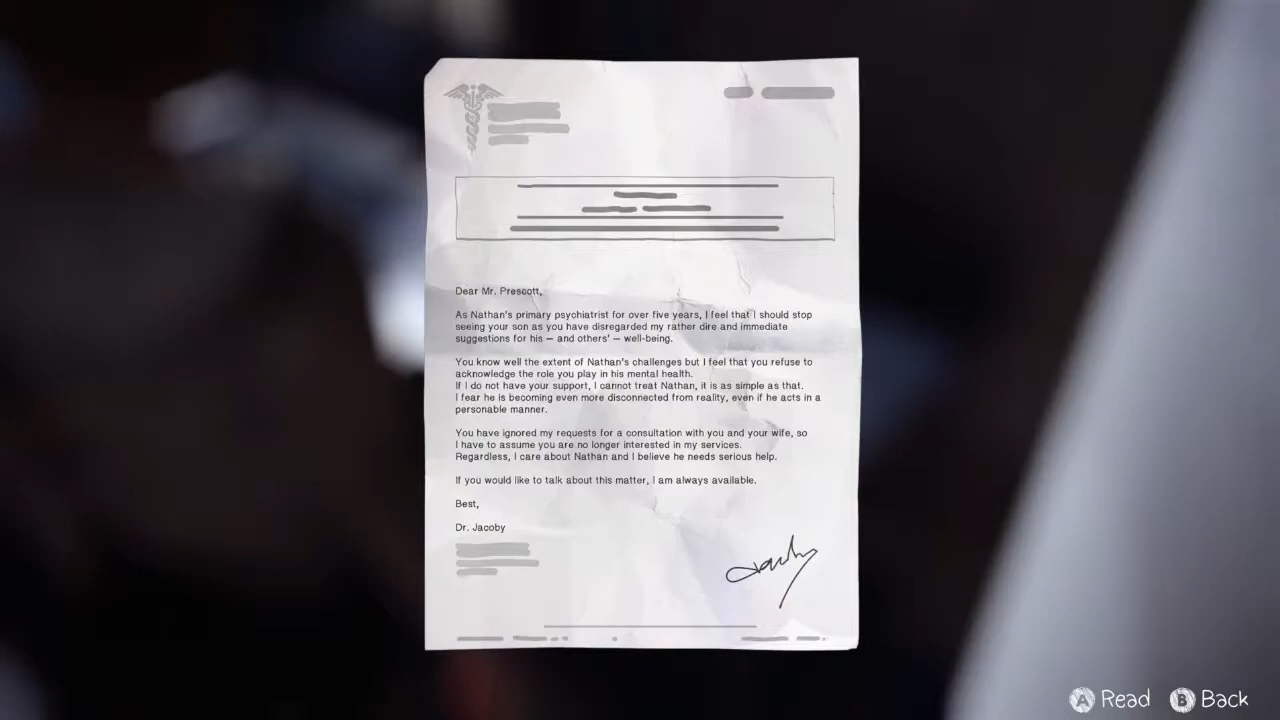 Dear Mr. Prescott,
As Nathan's primary psychiatrist for over five years, I feel that I should stop
seeing your son as you have disregarded my rather dire and immediate
suggestions for his — and others' — well-being.
You know well the extent of Nathan's challenges but I feel that you refuse to
acknowledge the role you play in his mental health.
If I do not have your support, I cannot treat Nathan, it is as simple as that.
I fear he is becoming even more disconnected from reality, even if he acts in a
personable manner.
You have ignored my requests for a consultation with you and your wife, so
I have to assume you are no longer interested in my services.
Regardless, I care about Nathan and I believe he needs serious help.
If you would like to talk about this matter, I am always available.
Best,
Dr. Jacoby
A Read B Back